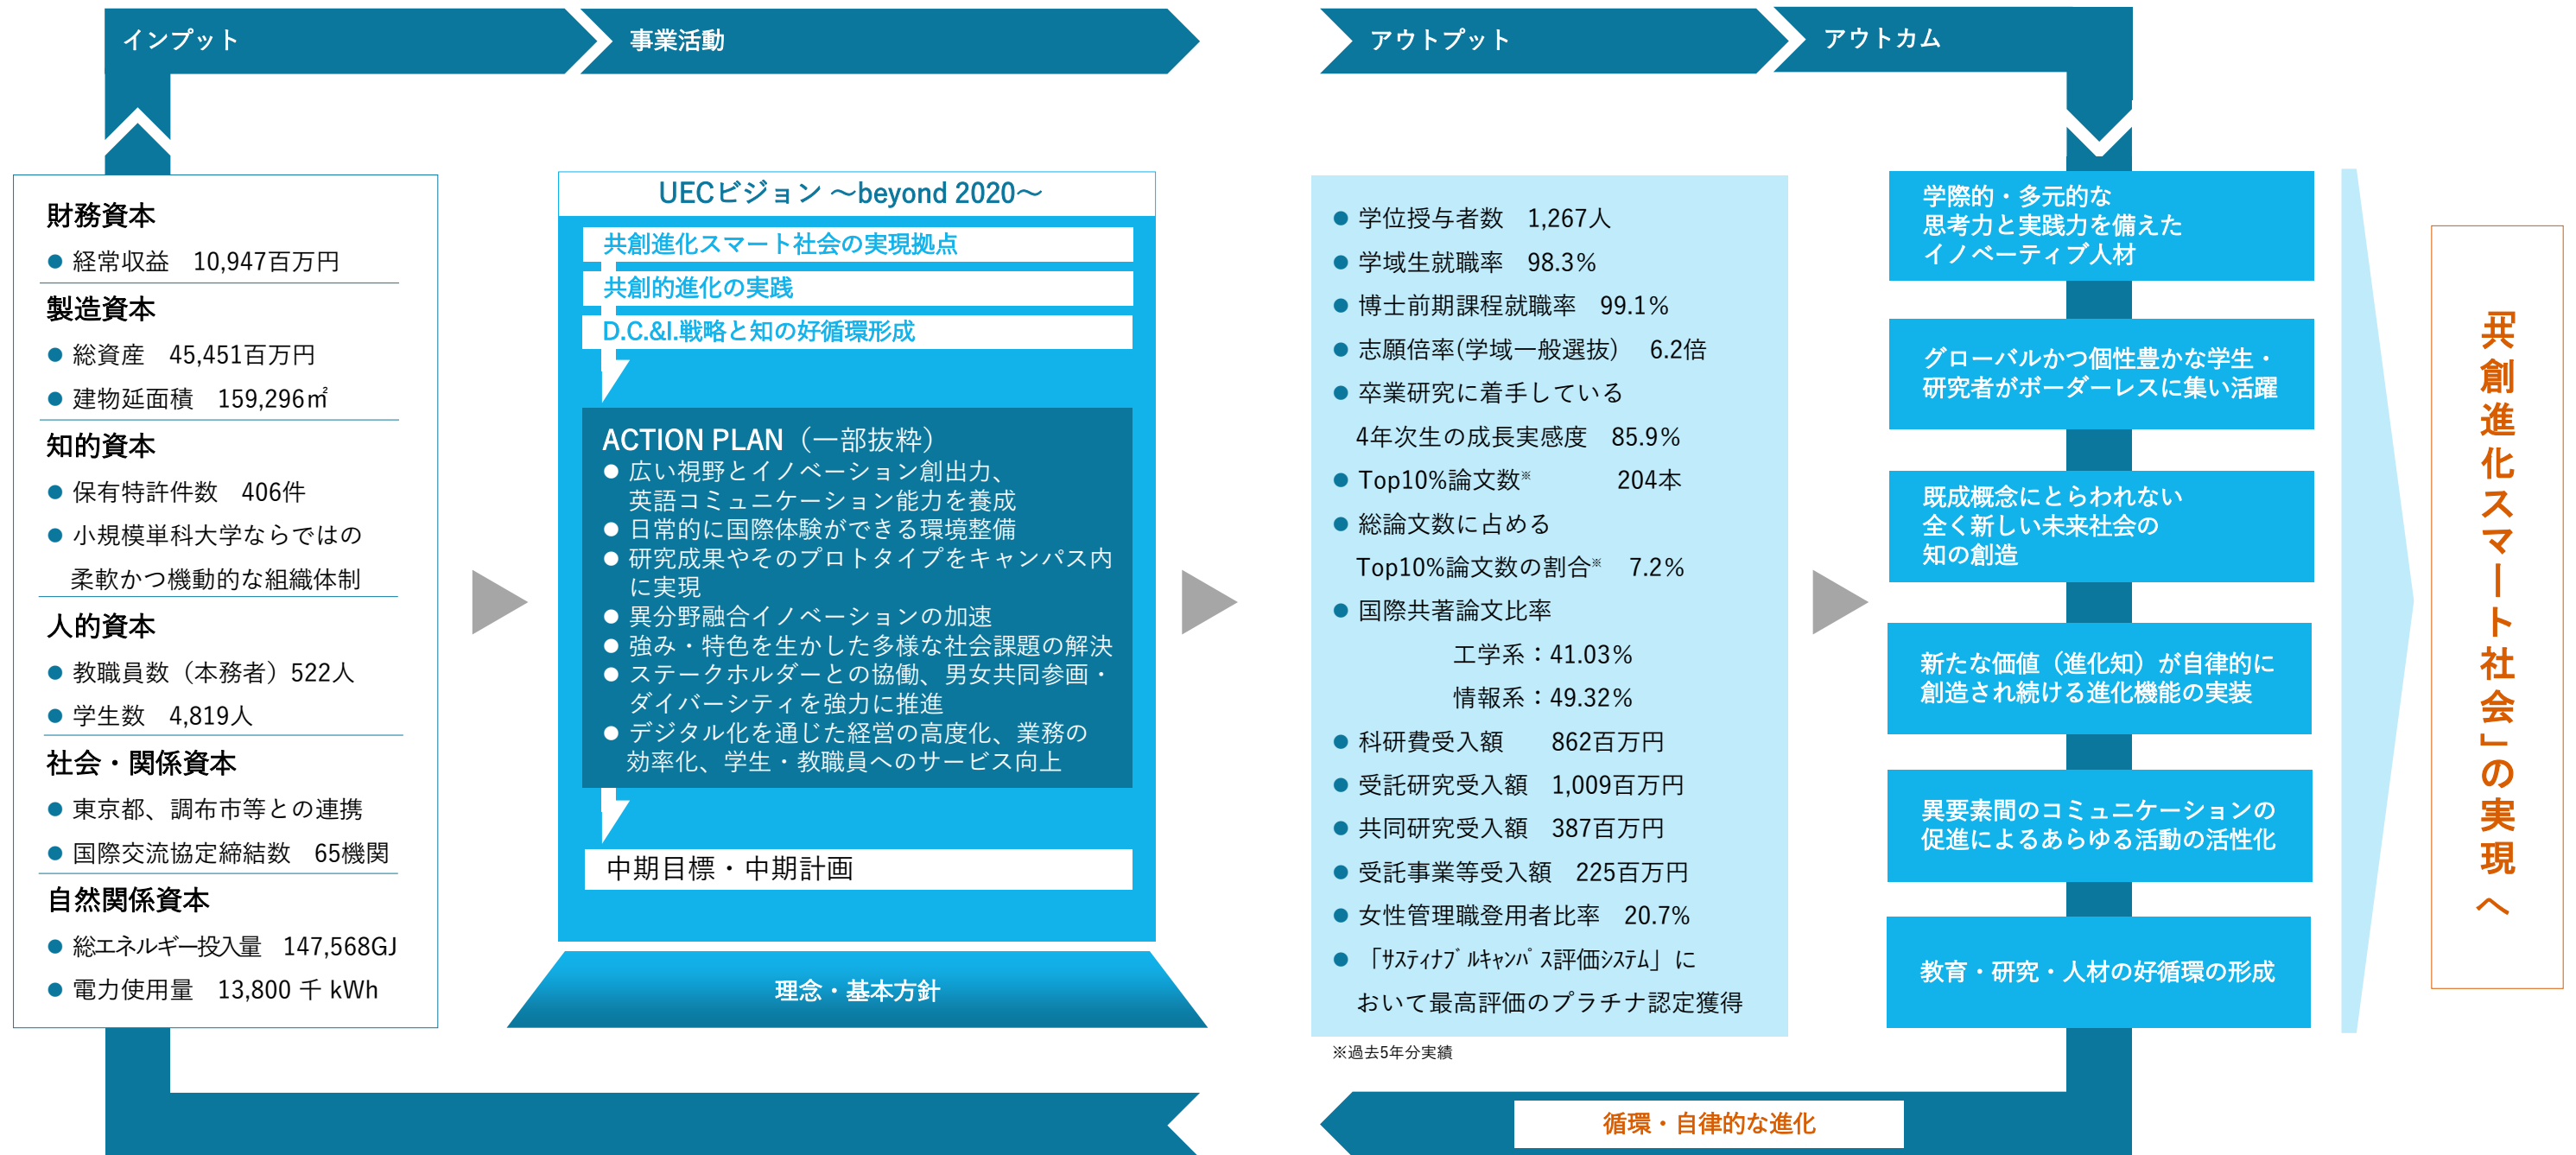 インプット
事業活動
アウトプット
アウトカム
財務資本
● 経常収益　10,947百万円
製造資本
● 総資産　45,451百万円
● 建物延面積　159,296㎡
知的資本
● 保有特許件数　406件
● 小規模単科大学ならではの
柔軟かつ機動的な組織体制
人的資本
● 教職員数（本務者）522人
● 学生数　4,819人
社会・関係資本
● 東京都、調布市等との連携
● 国際交流協定締結数　65機関
自然関係資本
● 総エネルギー投入量　147,568GJ
● 電力使用量　13,800 千 kWh
UECビジョン ～beyond 2020～
共創進化スマート社会の実現拠点
共創的進化の実践
D.C.&I.戦略と知の好循環形成
ACTION PLAN（一部抜粋）
● 広い視野とイノベーション創出力、
英語コミュニケーション能力を養成
● 日常的に国際体験ができる環境整備
● 研究成果やそのプロトタイプをキャンパス内
に実現
● 異分野融合イノベーションの加速
● 強み・特色を生かした多様な社会課題の解決
● ステークホルダーとの協働、男女共同参画・
ダイバーシティを強力に推進
● デジタル化を通じた経営の高度化、業務の
効率化、学生・教職員へのサービス向上
中期目標・中期計画
理念・基本方針
● 学位授与者数　1,267人
● 学域生就職率　98.3%
● 博士前期課程就職率　99.1%
● 志願倍率(学域一般選抜）　6.2倍
● 卒業研究に着手している
4年次生の成長実感度　85.9%
● Top10%論文数※　204本
● 総論文数に占める
Top10%論文数の割合※　7.2%
● 国際共著論文比率
工学系：41.03%
情報系：49.32%
● 科研費受入額　862百万円
● 受託研究受入額　1,009百万円
● 共同研究受入額　387百万円
● 受託事業等受入額　225百万円
● 女性管理職登用者比率　20.7%
● 「ｻｽﾃｨﾅﾌﾞﾙｷｬﾝﾊﾟｽ評価ｼｽﾃﾑ」に
おいて最高評価のプラチナ認定獲得
※過去5年分実績
学際的・多元的な
思考力と実践力を備えた
イノベーティブ人材
グローバルかつ個性豊かな学生・
研究者がボーダーレスに集い活躍
既成概念にとらわれない
全く新しい未来社会の
知の創造
新たな価値（進化知）が自律的に
創造され続ける進化機能の実装
異要素間のコミュニケーションの
促進によるあらゆる活動の活性化
教育・研究・人材の好循環の形成
「共創進化スマート社会」の実現へ
循環・自律的な進化